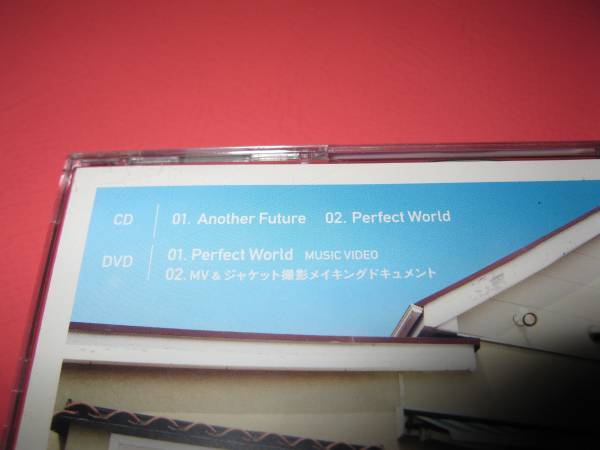 CD 01. Another Future 02. Perfect World
DVD 01. Perfect World MUSIC VIDEO
02. MV & ジャケット撮影メイキングドキュメント